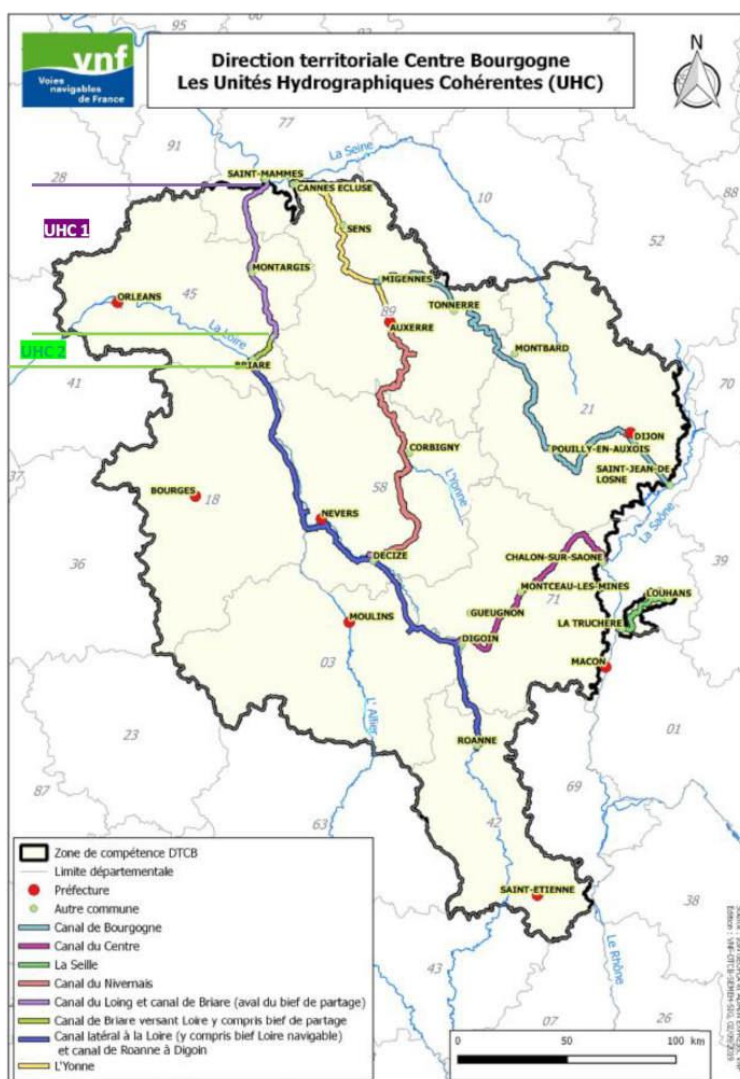 vnf
Voies
navigables
de France
Direction territoriale Centre Bourgogne
Les Unités Hydrographiques Cohérentes (UHC)
N
77
91
La Seine
28
SAINT-MAMMES
CANNES ECLUSE
10
88
UHC 1
SENS
52
MONTARGIS
MIGENNES
ORLEANS
45
TONNERRE
89
La Loire
AUXERRE
UHC 2
MONTBARD
BRIARE
41
70
21
DIJON
CORBIGNY
POUILLY-EN-AUXOIS
SAINT-JEAN DE
LOSNE
37
L'Yonne
BOURGES
18
58
NEVERS
La Saône
36
DECIZE
CHALON-SUR-SAONE
39
MONTCEAU-LES-MINES
71
LOUHANS
GUEUGNON
MOULINS
LA TRUCHERE
DIGOIN
03
MACON
L' Allier
01
23
ROANNE
69
87
63
42
SAINT-ETIENNE
38
Le Rhône
43
07
26
Zone de compétence DTCB
Limite départementale
Préfecture
Autre commune
Canal de Bourgogne
Canal du Centre
La Seille
Canal du Nivernais
Canal du Loing et canal de Briare (aval du bief de partage)
Canal de Briare versant Loire y compris bief de partage
Canal latéral à la Loire (y compris bief Loire navigable)
et canal de Roanne à Digoin
L'Yonne
0 50 100 km